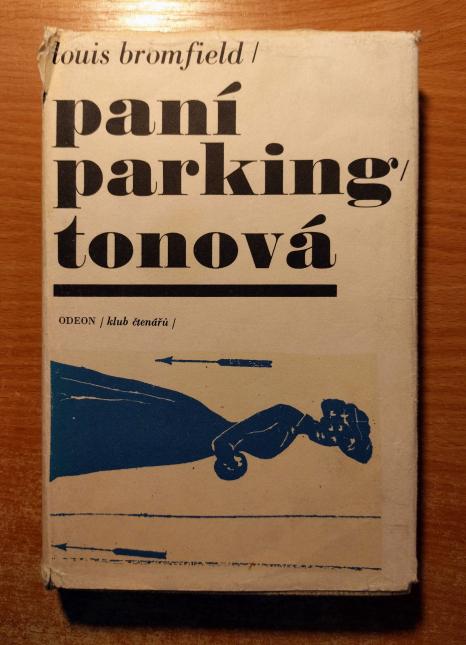 louis bromfield /
paní
parking/
tonová
ODEON / klub čtenářů /